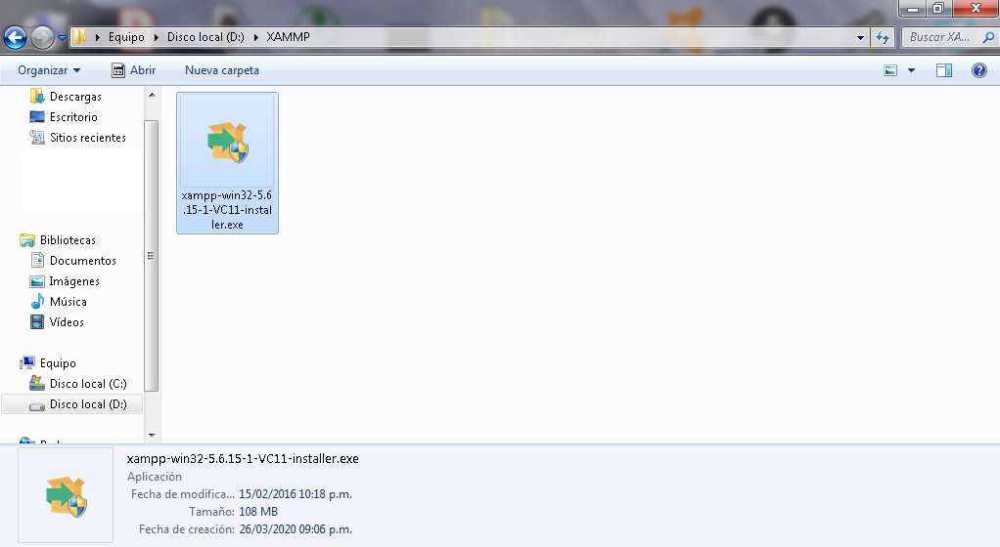 Equipo Disco local (D:) XAMMP
Buscar XA...
Organizar Abrir Nueva carpeta
Descargas
Escritorio
Sitios recientes
Bibliotecas
Documentos
Imágenes
Música
Vídeos
Equipo
Disco local (C:)
Disco local (D:)
xampp-win32-5.6
.15-1-VC11-instal
ler.exe
xampp-win32-5.6.15-1-VC11-installer.exe
Aplicación
Fecha de modifica... 15/02/2016 10:18 p.m.
Tamaño: 108 MB
Fecha de creación: 26/03/2020 09:06 p.m.